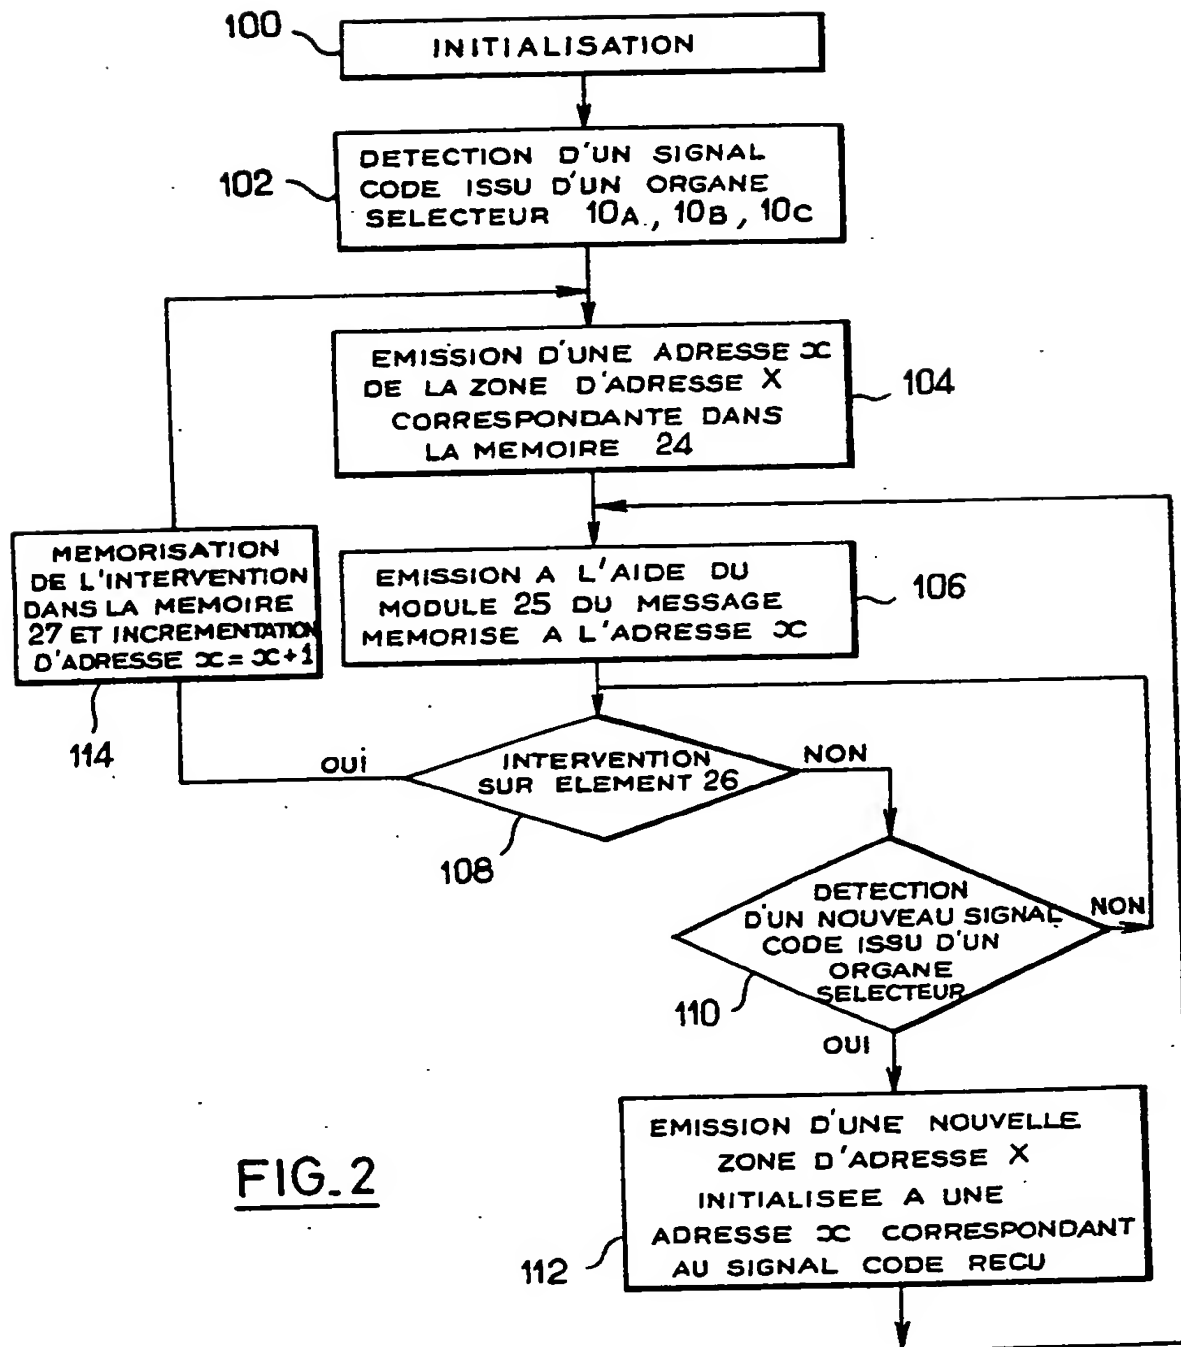 100
INITIALISATION
102
DETECTION D'UN SIGNAL
CODE ISSU D'UN ORGANE
SELECTEUR 10A., 10B, 10C
EMISSION D'UNE ADRESSE x
DE LA ZONE D'ADRESSE X
CORRESPONDANTE DANS
LA MEMOIRE 24
104
MEMORISATION
DE L'INTERVENTION
DANS LA MEMOIRE
27 ET INCREMENTATION
D'ADRESSE x = x+1
114
EMISSION A L'AIDE DU
MODULE 25 DU MESSAGE
MEMORISE A L'ADRESSE x
106
OUI
INTERVENTION
SUR ELEMENT 26
NON
108
DETECTION
D'UN NOUVEAU SIGNAL
CODE ISSU D'UN
ORGANE
SELECTEUR
NON
110
OUI
EMISSION D'UNE NOUVELLE
ZONE D'ADRESSE X
INITIALISEE A UNE
ADRESSE x CORRESPONDANT
AU SIGNAL CODE RECU
112
FIG_2